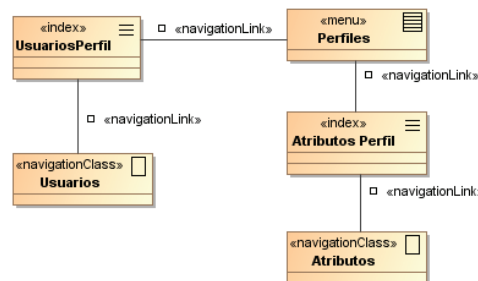 «index»
UsuariosPerfil
«navigationLink»
«menu»
Perfiles
«navigationLink»
«navigationLink»
«index»
Atributos Perfil
«navigationClass»
Usuarios
«navigationLink
«navigationClass»
Atributos